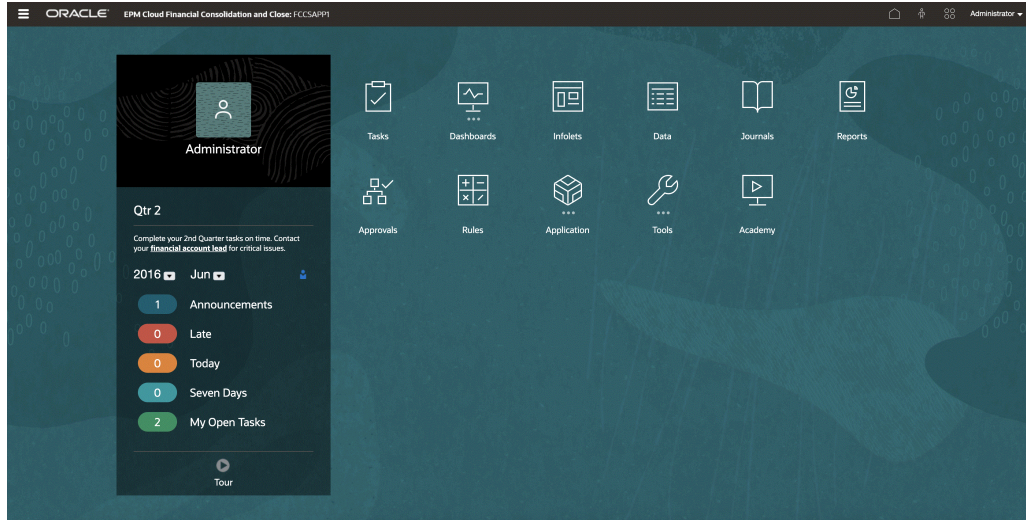 ORACLE EPM Cloud Financial Consolidation and Close: FCCSAPP1
Administrator
Administrator
Qtr 2
Complete your 2nd Quarter tasks on time. Contact
your financial account lead for critical issues.
2016 Jun
1 Announcements
0 Late
0 Today
0 Seven Days
2 My Open Tasks
Tour
Tasks Dashboards Infolets Data Journals Reports
Approvals Rules Application Tools Academy